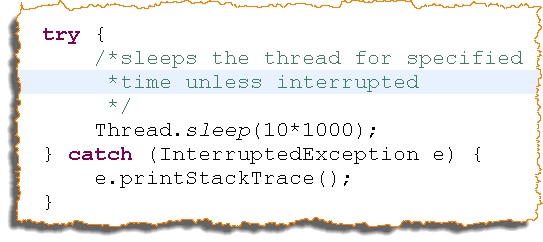 try {
    /*sleeps the thread for specified
     *time unless interrupted
     */
    Thread.sleep(10*1000);
} catch (InterruptedException e) {
    e.printStackTrace();
}